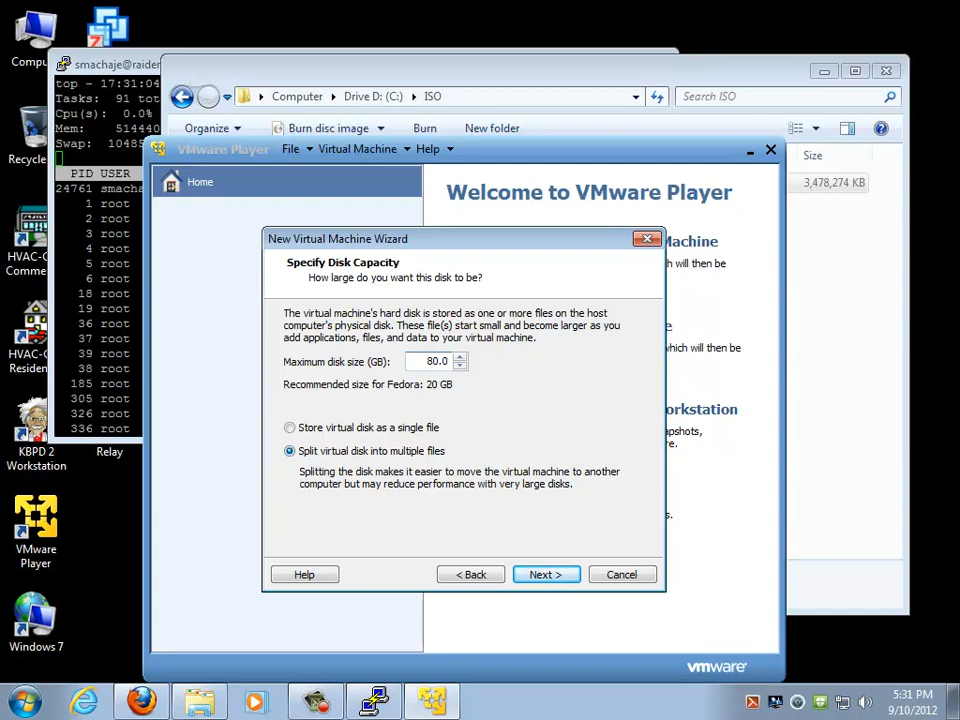 Compu
smachaje@raider
top - 17:31:04
Tasks: 91 tot
Cpu(s): 0.0%
Mem: 514440
Swap: 10485
PID USER
24761 smacha
1 root
2 root
3 root
4 root
5 root
6 root
18 root
19 root
36 root
37 root
39 root
38 root
185 root
305 root
326 root
336 root
Recycle
HVAC-C
Comme
HVAC-C
Residen
KBPD 2
Workstation
Relay
VMware
Player
Windows 7
Computer
Drive D: (C:)
ISO
Search ISO
Organize
Burn disc image
Burn
New folder
Size
3,478,274 KB
VMware Player
File
Virtual Machine
Help
Home
Welcome to VMware Player
Machine
which will then be
e
which will then be
orkstation
apshots,
re.
s.
New Virtual Machine Wizard
Specify Disk Capacity
How large do you want this disk to be?
The virtual machine's hard disk is stored as one or more files on the host
computer's physical disk. These file(s) start small and become larger as you
add applications, files, and data to your virtual machine.
Maximum disk size (GB):
80.0
Recommended size for Fedora: 20 GB
Store virtual disk as a single file
Split virtual disk into multiple files
Splitting the disk makes it easier to move the virtual machine to another
computer but may reduce performance with very large disks.
Help
< Back
Next >
Cancel
vmware
5:31 PM
9/10/2012